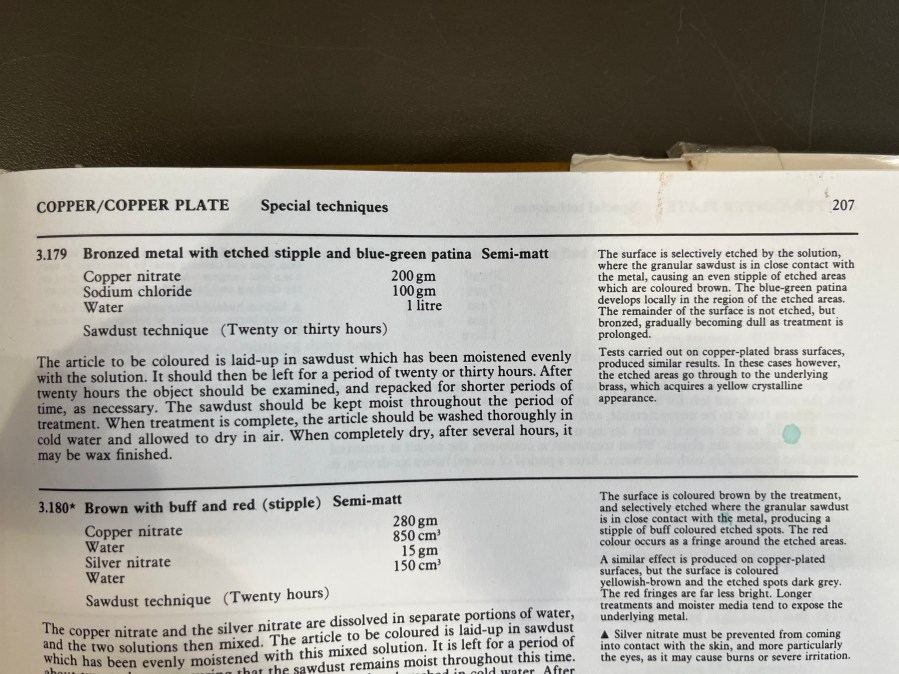 COPPER/COPPER PLATE Special techniques 207
3.179 Bronzed metal with etched stipple and blue-green patina Semi-matt
Copper nitrate 200 gm
Sodium chloride 100 gm
Water 1 litre
Sawdust technique (Twenty or thirty hours)
The article to be coloured is laid-up in sawdust which has been moistened evenly
with the solution. It should then be left for a period of twenty or thirty hours. After
twenty hours the object should be examined, and repacked for shorter periods of
time, as necessary. The sawdust should be kept moist throughout the period of
treatment. When treatment is complete, the article should be washed thoroughly in
cold water and allowed to dry in air. When completely dry, after several hours, it
may be wax finished.
The surface is selectively etched by the solution,
where the granular sawdust is in close contact with
the metal, causing an even stipple of etched areas
which are coloured brown. The blue-green patina
develops locally in the region of the etched areas.
The remainder of the surface is not etched, but
bronzed, gradually becoming dull as treatment is
prolonged.
Tests carried out on copper-plated brass surfaces,
produced similar results. In these cases however,
the etched areas go through to the underlying
brass, which acquires a yellow crystalline
appearance.
3.180* Brown with buff and red (stipple) Semi-matt
Copper nitrate 280 gm
Water 850 cm³
Silver nitrate 15 gm
Water 150 cm³
Sawdust technique (Twenty hours)
The copper nitrate and the silver nitrate are dissolved in separate portions of water,
and the two solutions then mixed. The article to be coloured is laid-up in sawdust
which has been evenly moistened with this mixed solution. It is left for a period of
that the sawdust remains moist throughout this time.
in cold water. After
The surface is coloured brown by the treatment,
and selectively etched where the granular sawdust
is in close contact with the metal, producing a
stipple of buff coloured etched spots. The red
colour occurs as a fringe around the etched areas.
A similar effect is produced on copper-plated
surfaces, but the surface is coloured
yellowish-brown and the etched spots dark grey.
The red fringes are far less bright. Longer
treatments and moister media tend to expose the
underlying metal.
▲ Silver nitrate must be prevented from coming
into contact with the skin, and more particularly
the eyes, as it may cause burns or severe irritation.